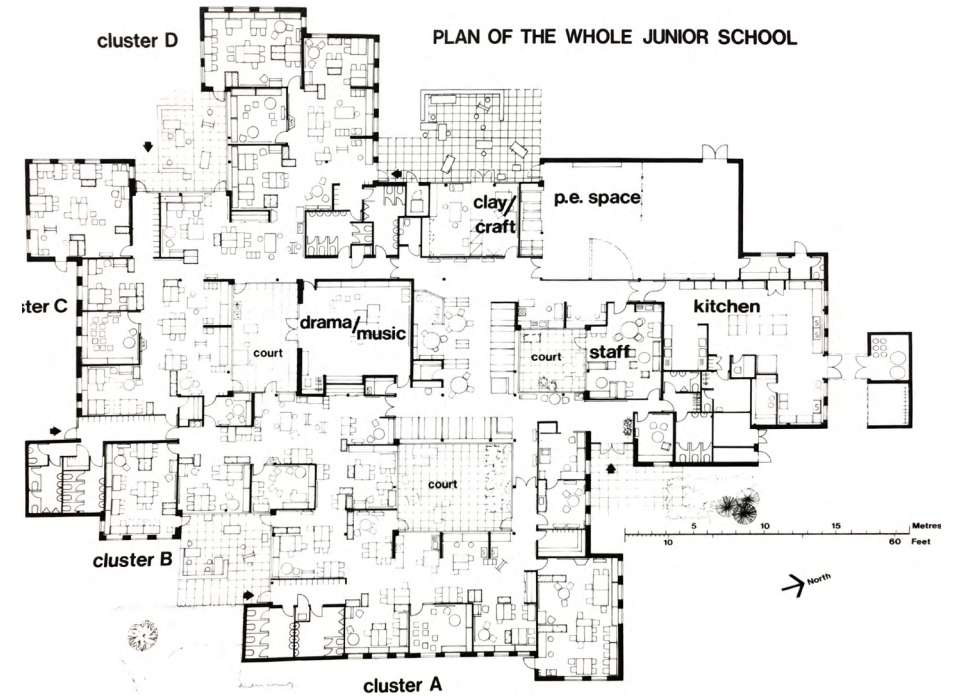 PLAN OF THE WHOLE JUNIOR SCHOOL
cluster D
clay/
craft
p.e. space
ster C
drama/music
court
court
staff
kitchen
court
5 10 15 Metres
10 60 Feet
North
cluster B
cluster A